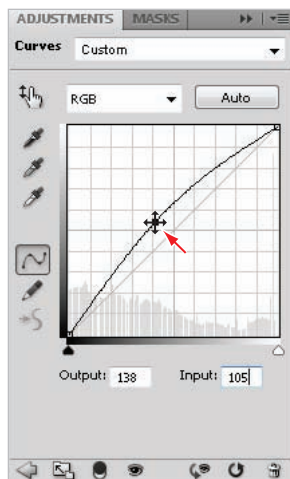 ADJUSTMENTS MASKS
Curves Custom
RGB Auto
Output: 138 Input: 105